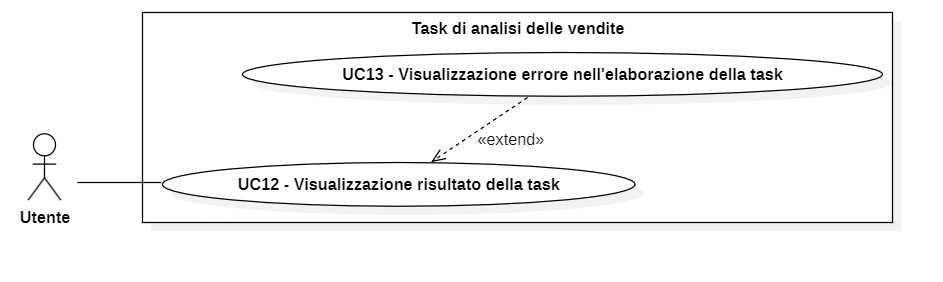 Task di analisi delle vendite
UC13 - Visualizzazione errore nell'elaborazione della task
«extend»
UC12 - Visualizzazione risultato della task
Utente